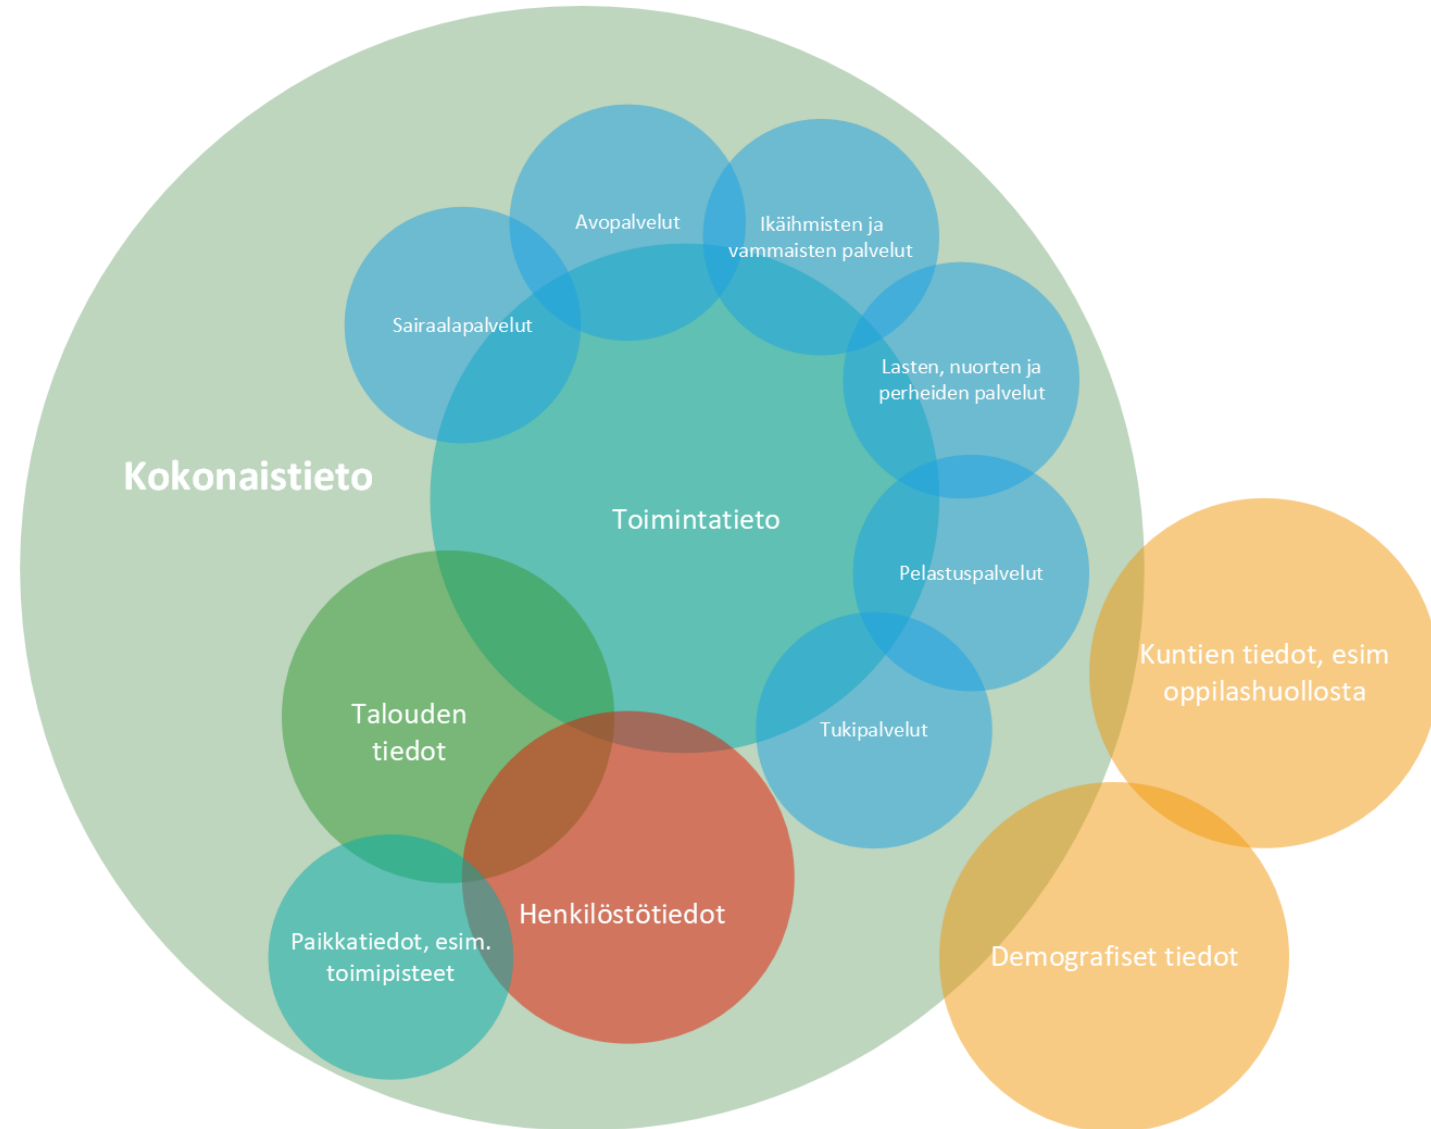 Avopalvelut
Ikäihmisten ja
vammaisten palvelut
Sairaalapalvelut
Lasten, nuorten ja
perheiden palvelut
Kokonaistieto
Toimintatieto
Pelastuspalvelut
Kuntien tiedot, esim
oppilashuollosta
Talouden
tiedot
Tukipalvelut
Henkilöstötiedot
Paikkatiedot, esim.
toimipisteet
Demografiset tiedot